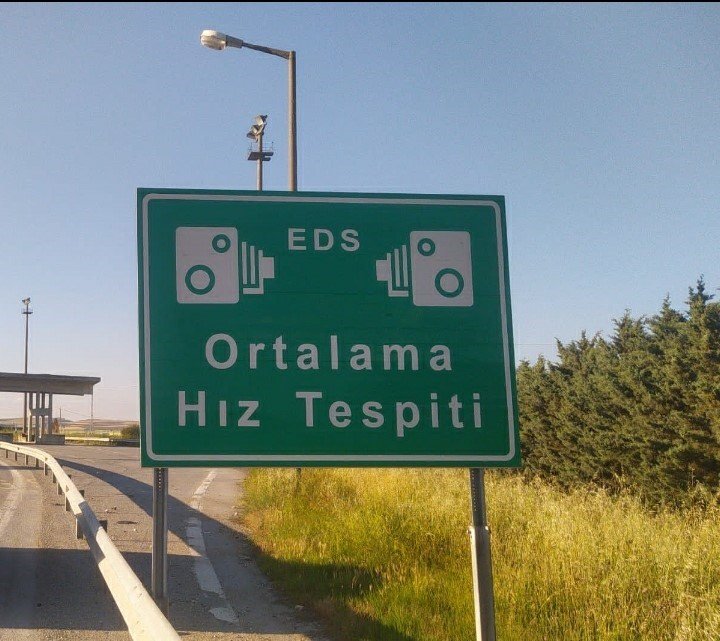 EDS
Ortalama
Hız Tespiti